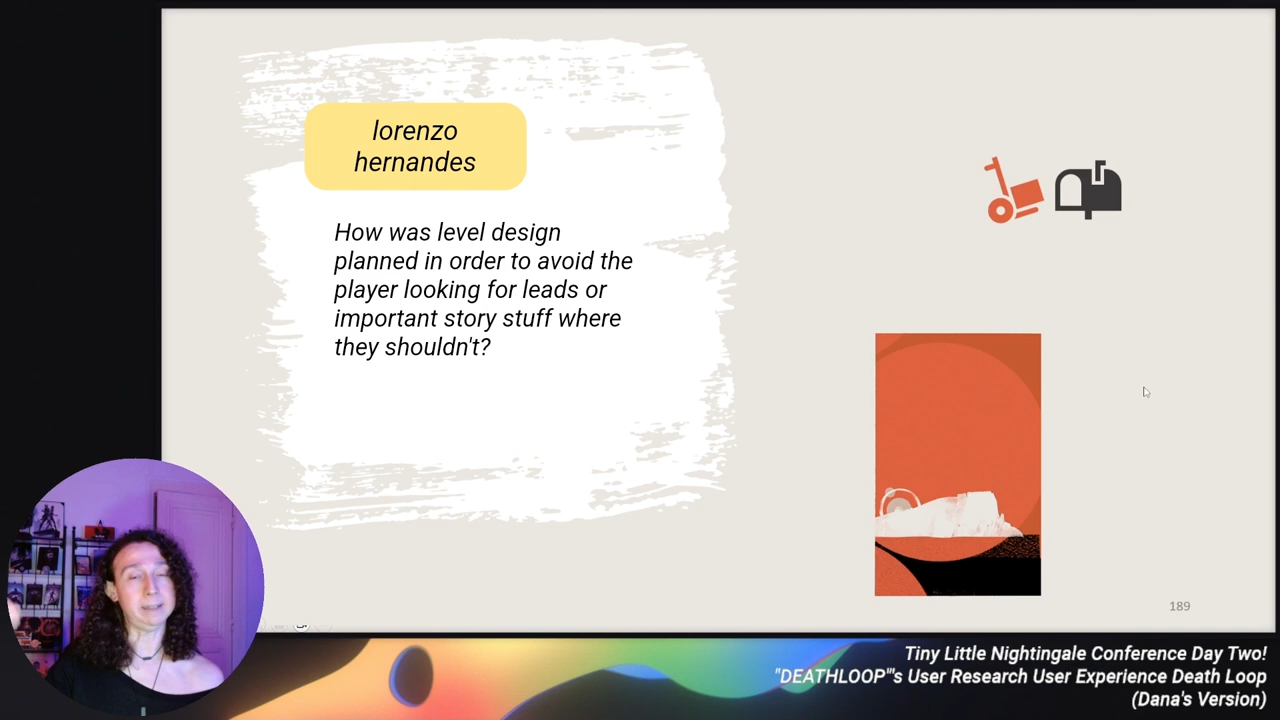 lorenzo
hernandes
How was level design
planned in order to avoid the
player looking for leads or
important story stuff where
they shouldn't?
189
Tiny Little Nightingale Conference Day Two!
"DEATHLOOP"'s User Research User Experience Death Loop
(Dana's Version)